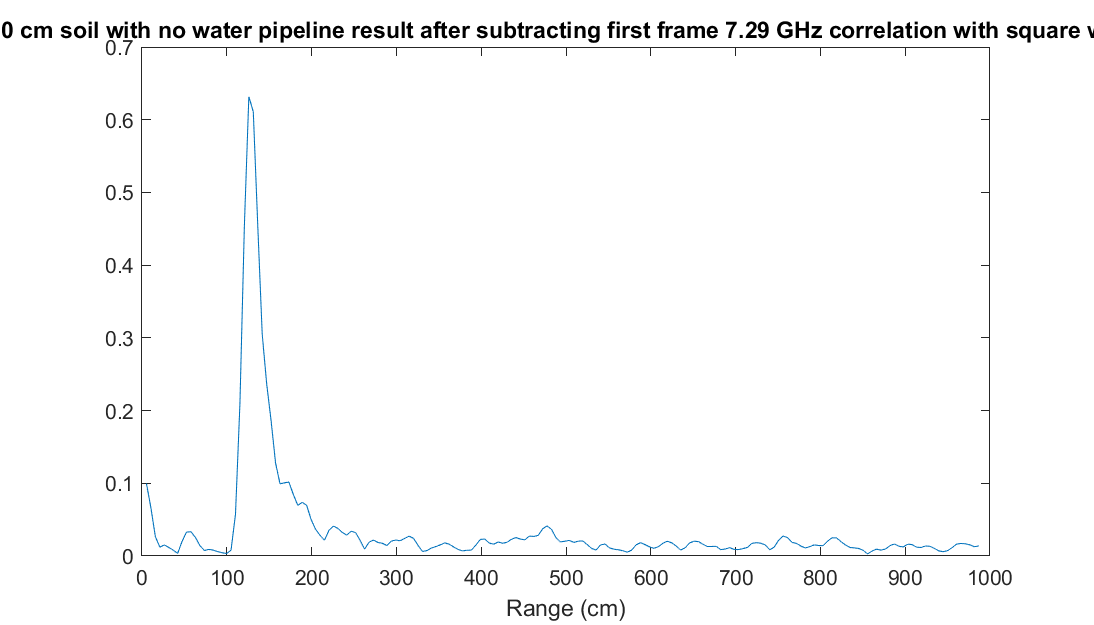 0 cm soil with no water pipeline result after subtracting first frame 7.29 GHz correlation with square
0.7
0.6
0.5
0.4
0.3
0.2
0.1
0
0 100 200 300 400 500 600 700 800 900 1000
Range (cm)